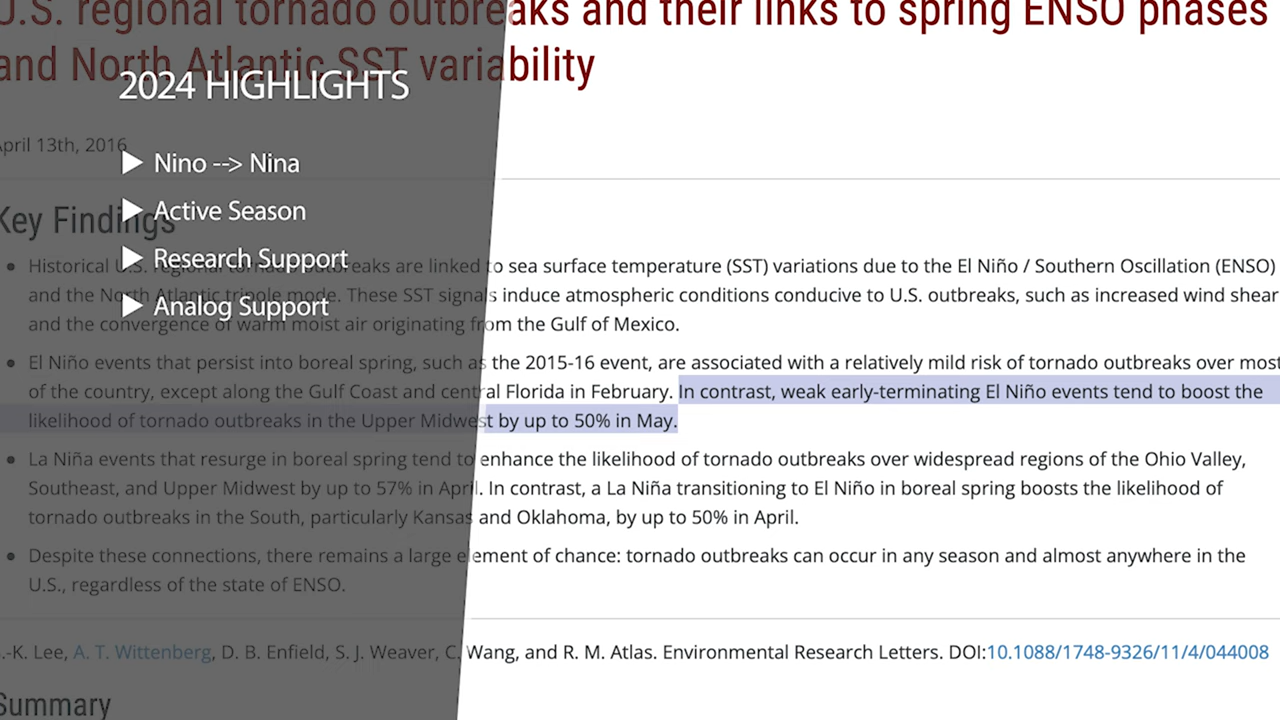 U.S. regional tornado outbreaks and their links to spring ENSO phases
and North Atlantic SST variability
2024 HIGHLIGHTS
▶ Nino --> Nina
▶ Active Season
▶ Research Support
▶ Analog Support
April 13th, 2016
Key Findings
• Historical U.S. regional tornado outbreaks are linked to sea surface temperature (SST) variations due to the El Niño / Southern Oscillation (ENSO)
and the North Atlantic tripole mode. These SST signals induce atmospheric conditions conducive to U.S. outbreaks, such as increased wind shear
and the convergence of warm moist air originating from the Gulf of Mexico.
• El Niño events that persist into boreal spring, such as the 2015-16 event, are associated with a relatively mild risk of tornado outbreaks over most
of the country, except along the Gulf Coast and central Florida in February. In contrast, weak early-terminating El Niño events tend to boost the
likelihood of tornado outbreaks in the Upper Midwest by up to 50% in May.
• La Niña events that resurge in boreal spring tend to enhance the likelihood of tornado outbreaks over widespread regions of the Ohio Valley,
Southeast, and Upper Midwest by up to 57% in April. In contrast, a La Niña transitioning to El Niño in boreal spring boosts the likelihood of
tornado outbreaks in the South, particularly Kansas and Oklahoma, by up to 50% in April.
• Despite these connections, there remains a large element of chance: tornado outbreaks can occur in any season and almost anywhere in the
U.S., regardless of the state of ENSO.
.-K. Lee, A. T. Wittenberg, D. B. Enfield, S. J. Weaver, C. Wang, and R. M. Atlas. Environmental Research Letters. DOI:10.1088/1748-9326/11/4/044008
Summary